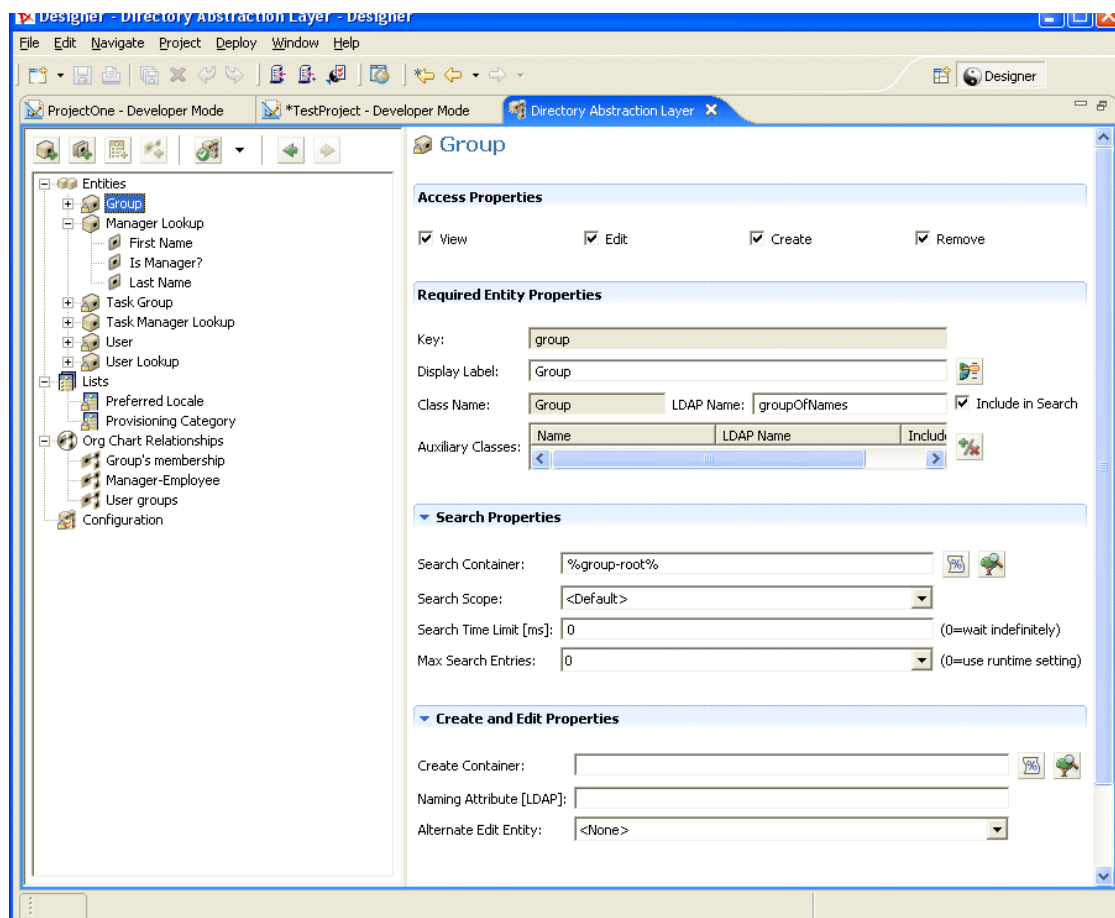 Designer - Directory Abstraction Layer - Designer
File Edit Navigate Project Deploy Window Help
Designer
ProjectOne - Developer Mode *TestProject - Developer Mode Directory Abstraction Layer
Group
Entities
Group
Manager Lookup
First Name
Is Manager?
Last Name
Task Group
Task Manager Lookup
User
User Lookup
Lists
Preferred Locale
Provisioning Category
Org Chart Relationships
Group's membership
Manager-Employee
User groups
Configuration
Access Properties
View Edit Create Remove
Required Entity Properties
Key: group
Display Label: Group
Class Name: Group LDAP Name: groupOfNames Include in Search
Auxiliary Classes: Name LDAP Name Includ
Search Properties
Search Container: %group-root%
Search Scope: <Default>
Search Time Limit [ms]: 0 (0=wait indefinitely)
Max Search Entries: 0 (0=use runtime setting)
Create and Edit Properties
Create Container:
Naming Attribute [LDAP]:
Alternate Edit Entity: <None>